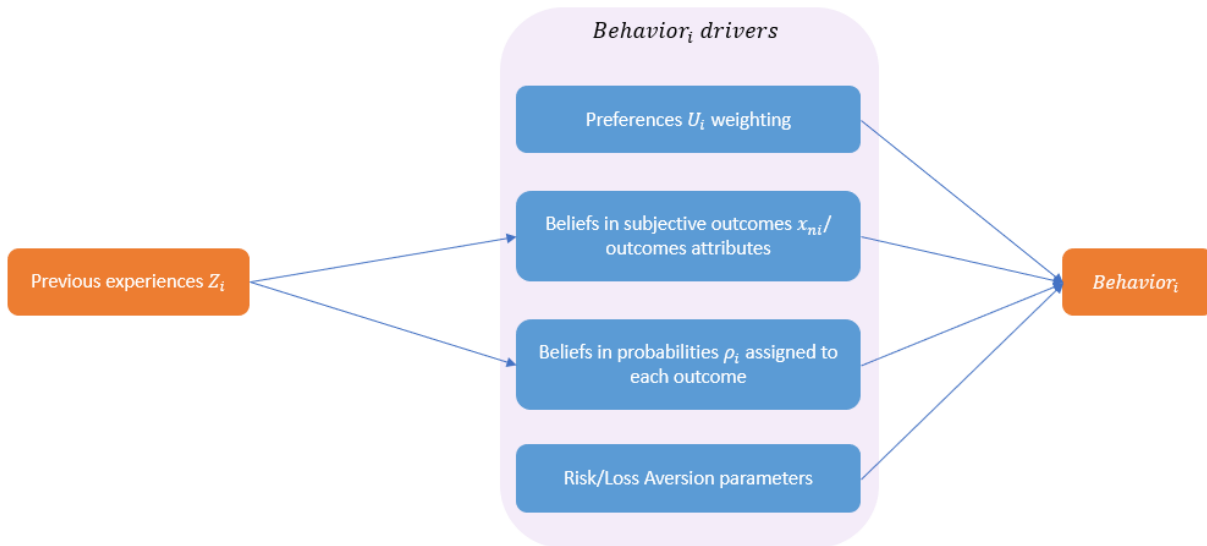 Behavior_i drivers
Preferences U_i weighting
Beliefs in subjective outcomes x_ni/
outcomes attributes
Previous experiences Z_i
Behavior_i
Beliefs in probabilities ρ_i assigned to
each outcome
Risk/Loss Aversion parameters